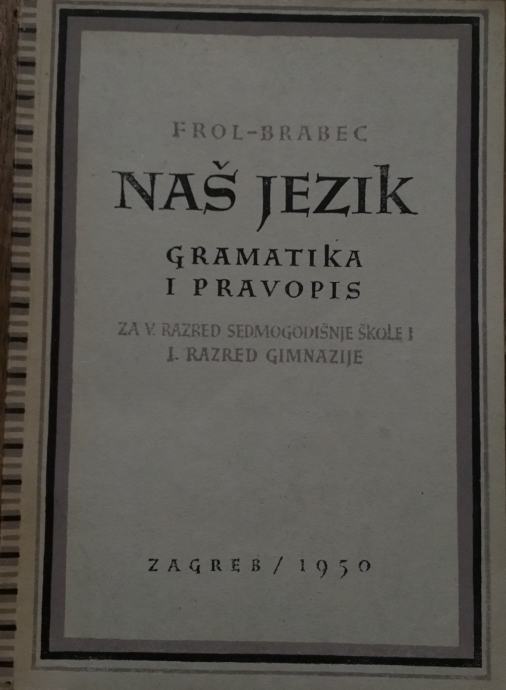 FROL-BRABEC
NAŠ JEZIK
GRAMATIKA
I PRAVOPIS
ZA V. RAZRED SEDMOGODIŠNJE ŠKOLE I
I. RAZRED GIMNAZIJE
ZAGREB / 1950